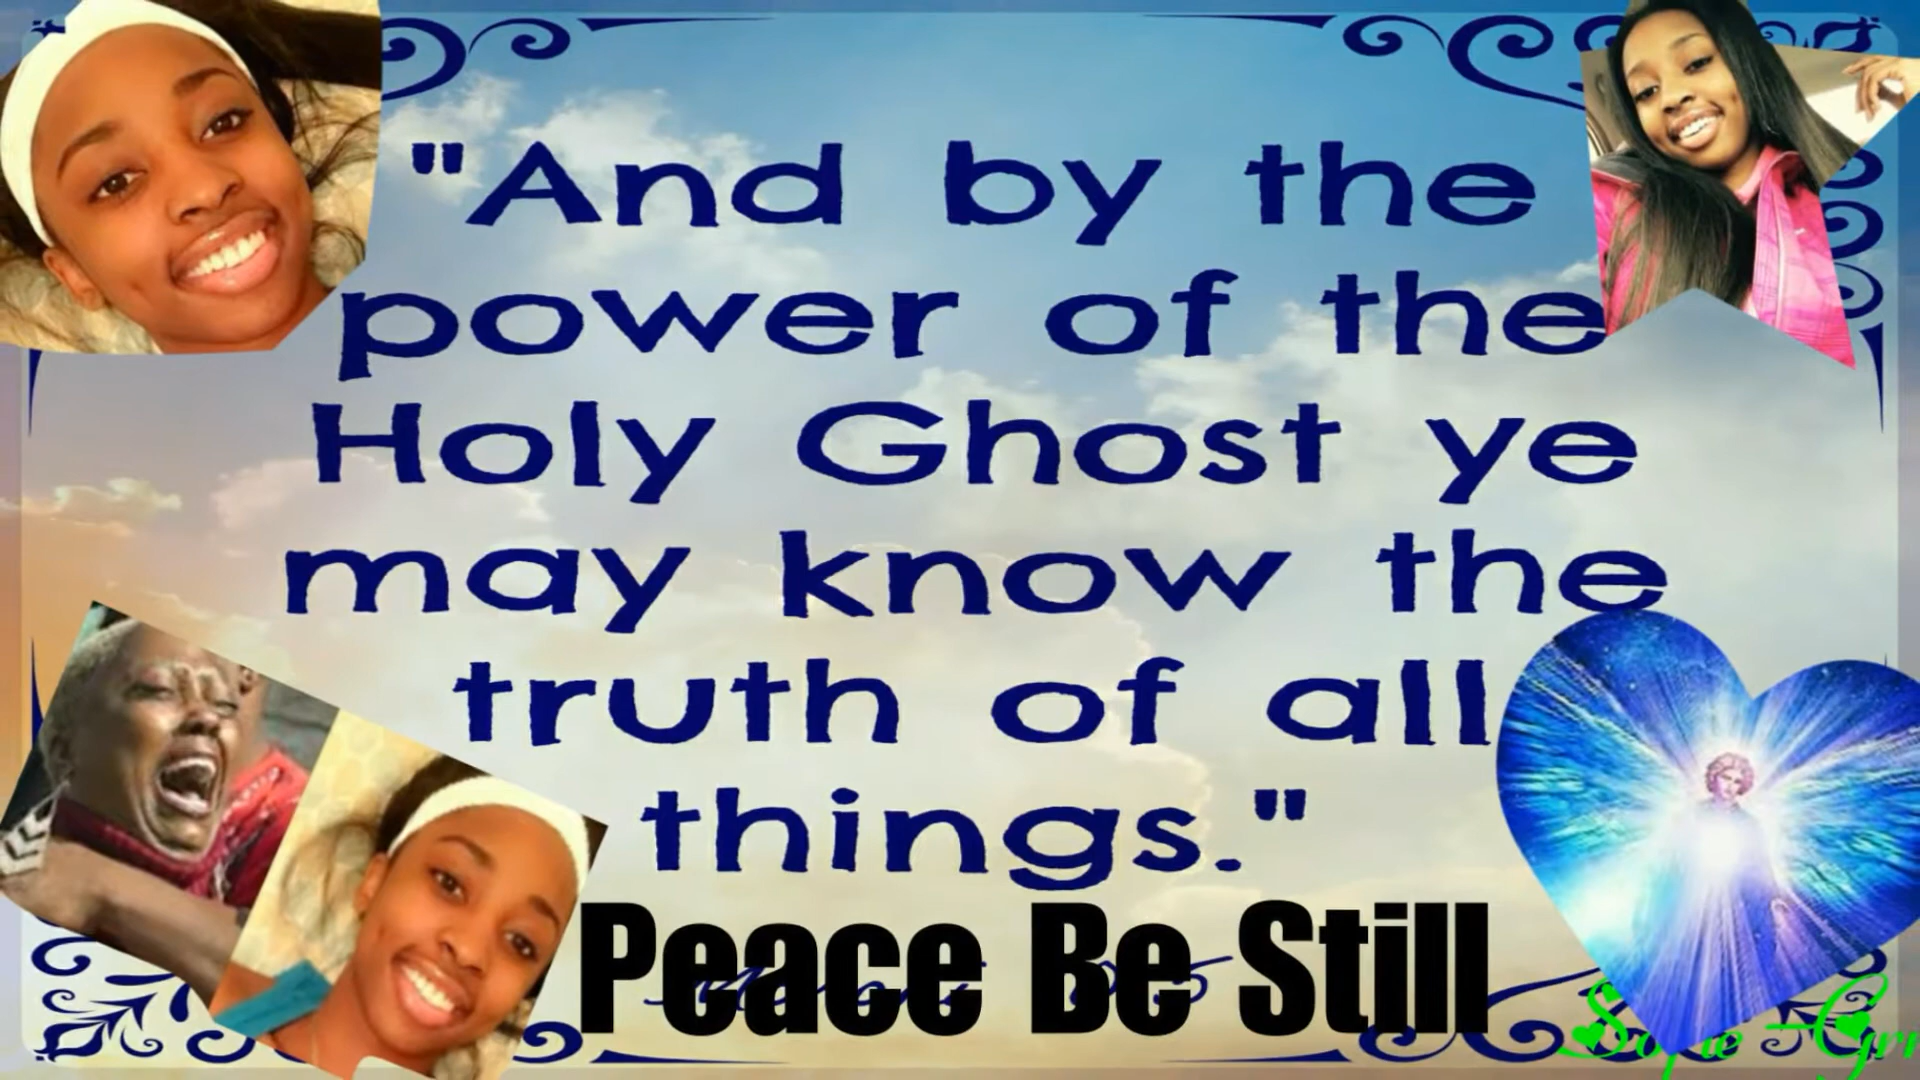 "And by the
power of the
Holy Ghost ye
may know the
truth of all
things."
Peace Be Still